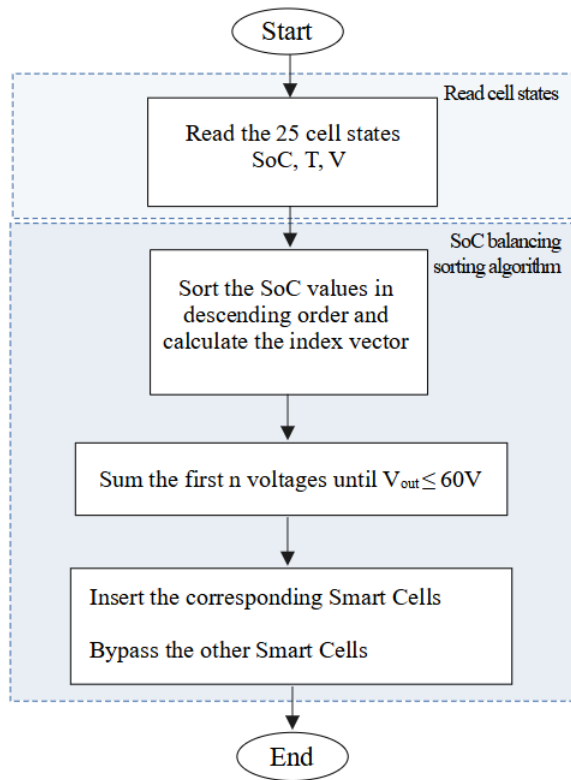 Start
Read cell states
Read the 25 cell states
SoC, T, V
SoC balancing
sorting algorithm
Sort the SoC values in
descending order and
calculate the index vector
Sum the first n voltages until Vout ≤ 60V
Insert the corresponding Smart Cells
Bypass the other Smart Cells
End